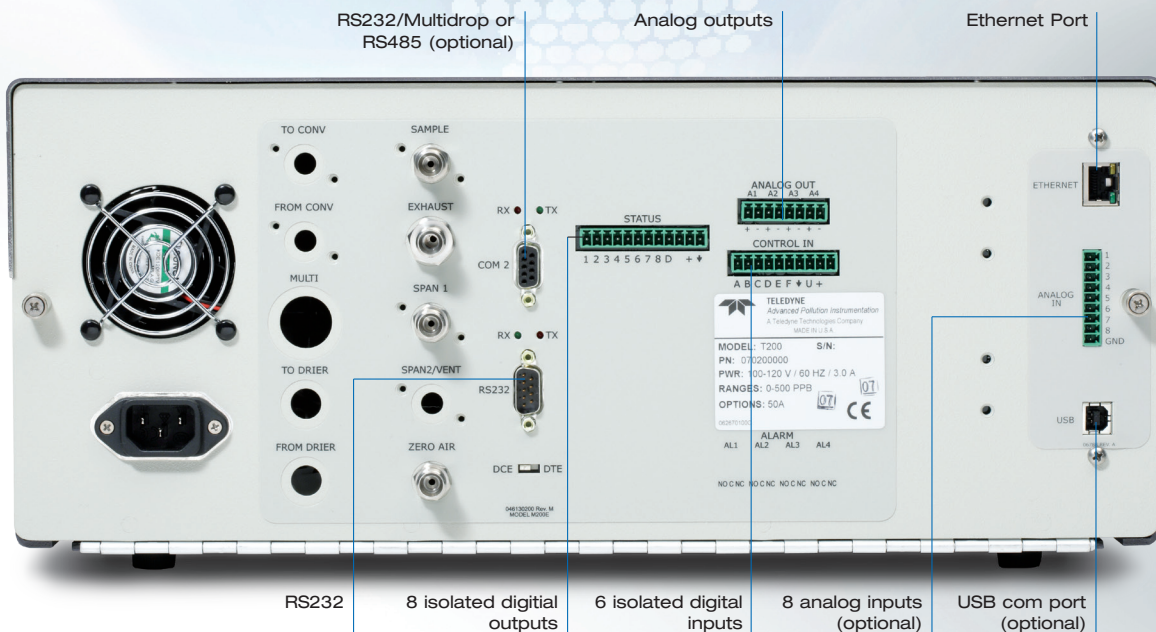 RS232/Multidrop or
RS485 (optional)
Analog outputs
Ethernet Port
TO CONV
SAMPLE
FROM CONV
EXHAUST
MULTI
SPAN 1
TO DRIER
SPAN2/VENT
FROM DRIER
ZERO AIR
RX TX
COM 2
RX TX
RS232
DCE DTE
046130200 Rev. M
MODEL M200E
STATUS
1 2 3 4 5 6 7 8 D +
ANALOG OUT
A1 A2 A3 A4
+ - + - + - + -
CONTROL IN
A B C D E F U +
TELEDYNE
Advanced Pollution Instrumentation
A Teledyne Technologies Company
MADE IN U.S.A.
MODEL: T200 S/N:
PN: 070200000
PWR: 100-120 V / 60 HZ / 3.0 A
RANGES: 0-500 PPB 07
OPTIONS: 50A 07 CE
ALARM
AL1 AL2 AL3 AL4
NO C NC NO C NC NO C NC NO C NC
ETHERNET
ANALOG
IN
1
2
3
4
5
6
7
8
GND
USB
RS232
8 isolated digitial
outputs
6 isolated digital
inputs
8 analog inputs
(optional)
USB com port
(optional)